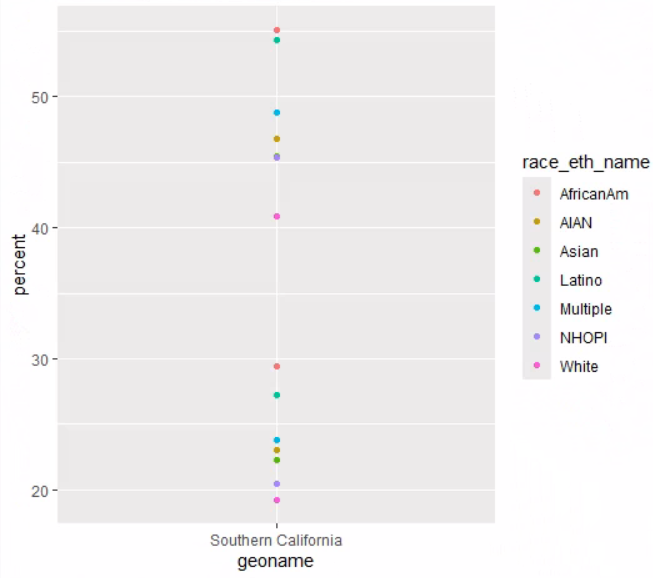 50
40
30
20
percent
Southern California
geoname
race_eth_name
AfricanAm
AIAN
Asian
Latino
Multiple
NHOPI
White